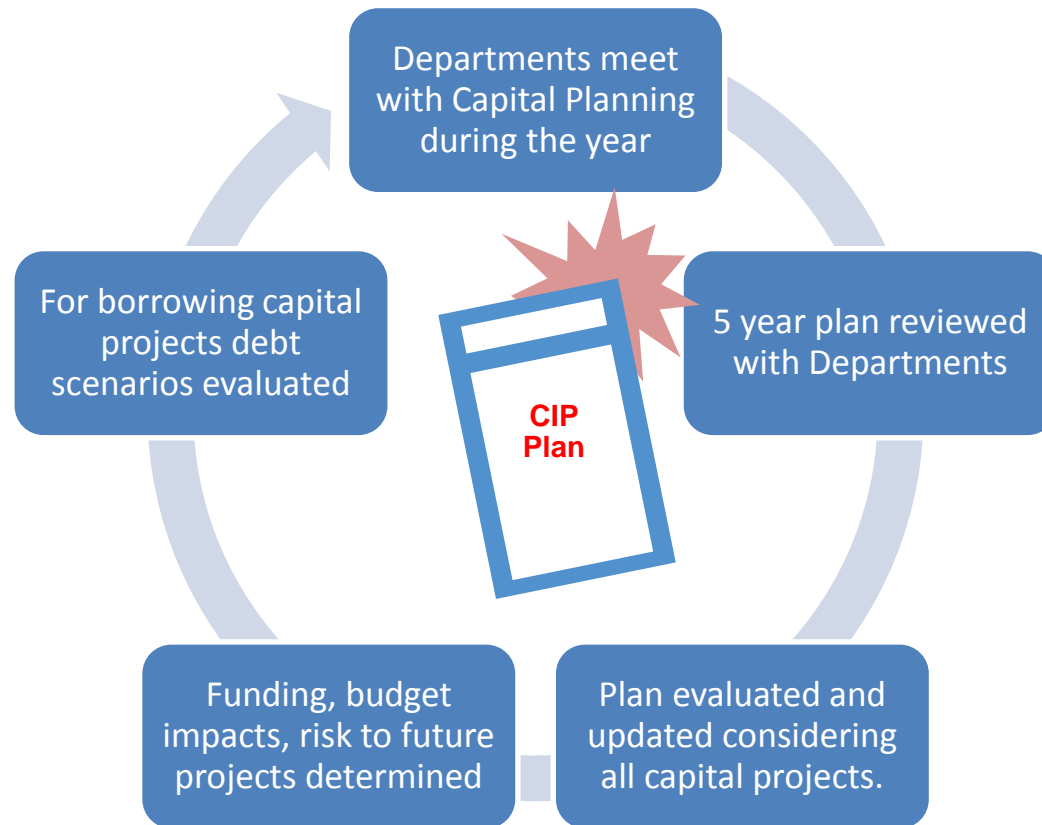 Departments meet
with Capital Planning
during the year
5 year plan reviewed
with Departments
Plan evaluated and
updated considering
all capital projects.
Funding, budget
impacts, risk to future
projects determined
For borrowing capital
projects debt
scenarios evaluated
CIP
Plan